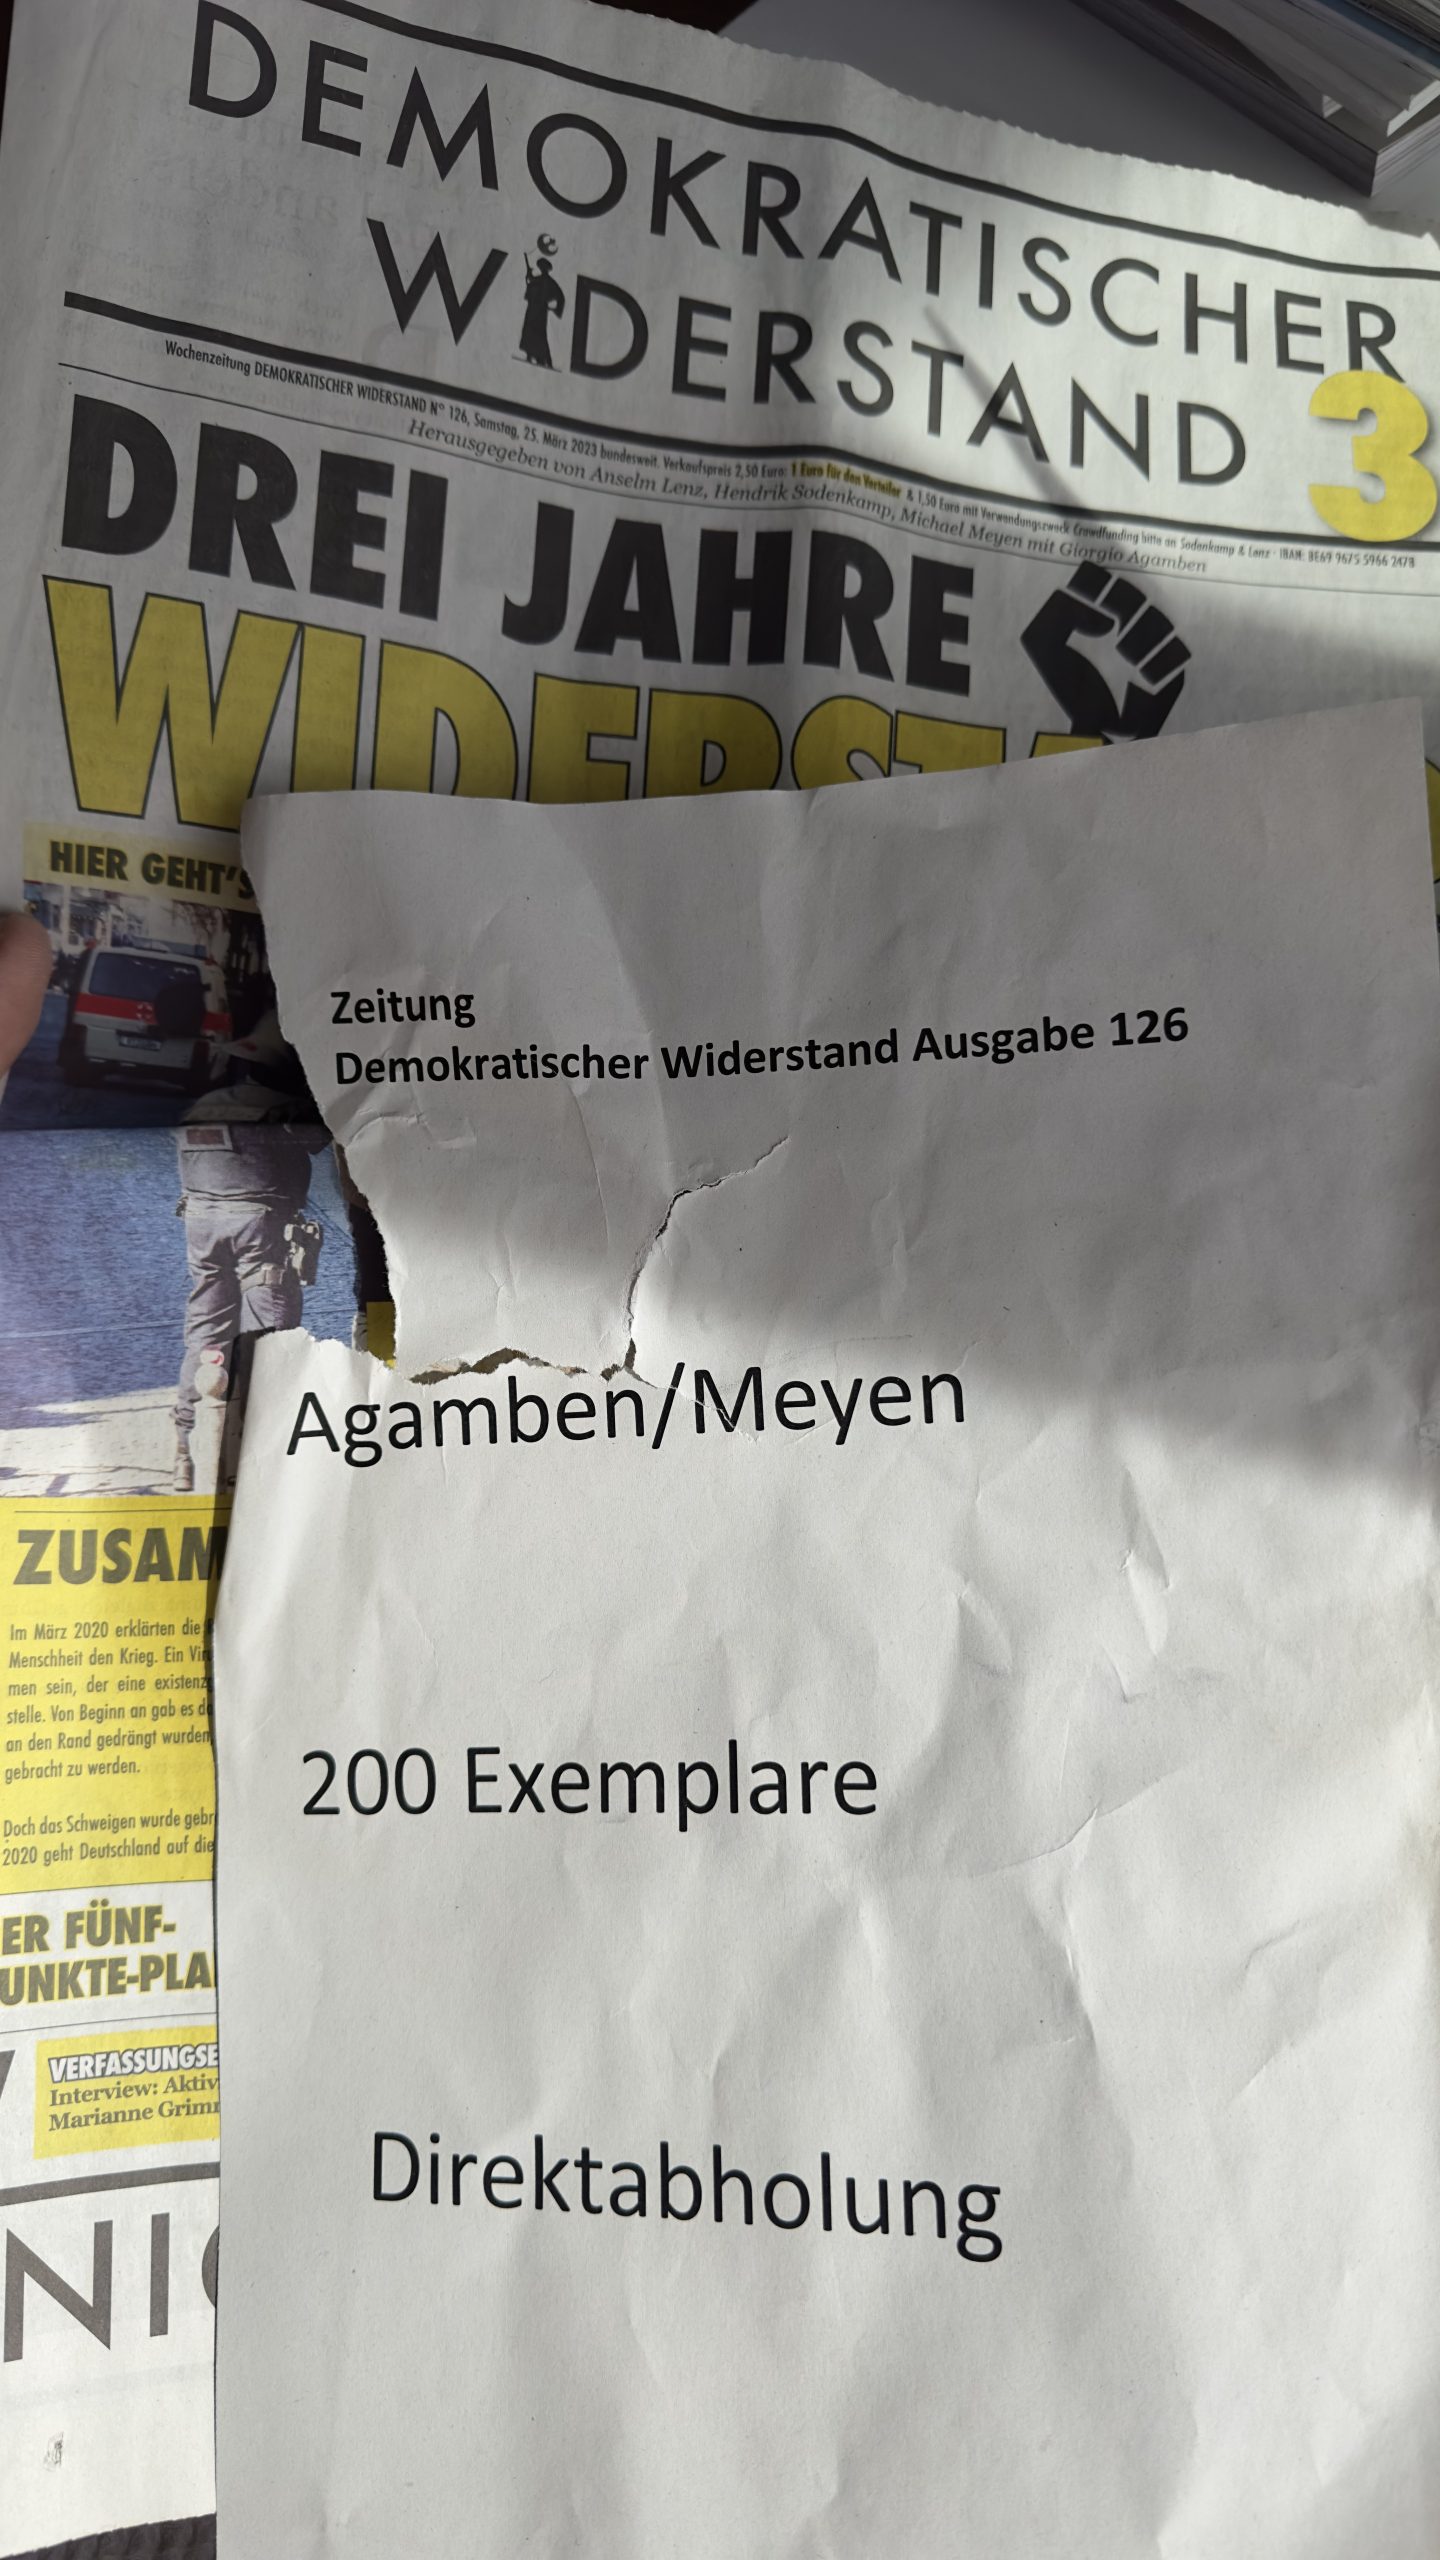 DEMOKRATISCHER
WIDERSTAND 3
Wochenzeitung DEMOKRATISCHER WIDERSTAND N° 126, Samstag, 25. März 2023 bundesweit. Verkaufspreis 2,50 Euro: 1 Euro für den Verteiler & 1,50 Euro mit Verwendungszweck Crowdfunding bitte an Sodenkamp & Lenz · IBAN: BE69 9675 5966 2478
Herausgegeben von Anselm Lenz, Hendrik Sodenkamp, Michael Meyen mit Giorgio Agamben
DREI JAHRE
WIDERSTA
HIER GEHT'S
Zeitung
Demokratischer Widerstand Ausgabe 126
Agamben/Meyen
200 Exemplare
Direktabholung
ZUSAM
Im März 2020 erklärten die
Menschheit den Krieg. Ein Vir
men sein, der eine existenz
stelle. Von Beginn an gab es da
an den Rand gedrängt wurden
gebracht zu werden.
Doch das Schweigen wurde gebr
2020 geht Deutschland auf die
ER FÜNF-
UNKTE-PLA
VERFASSUNGSE
Interview: Aktiv
Marianne Grimm
NI